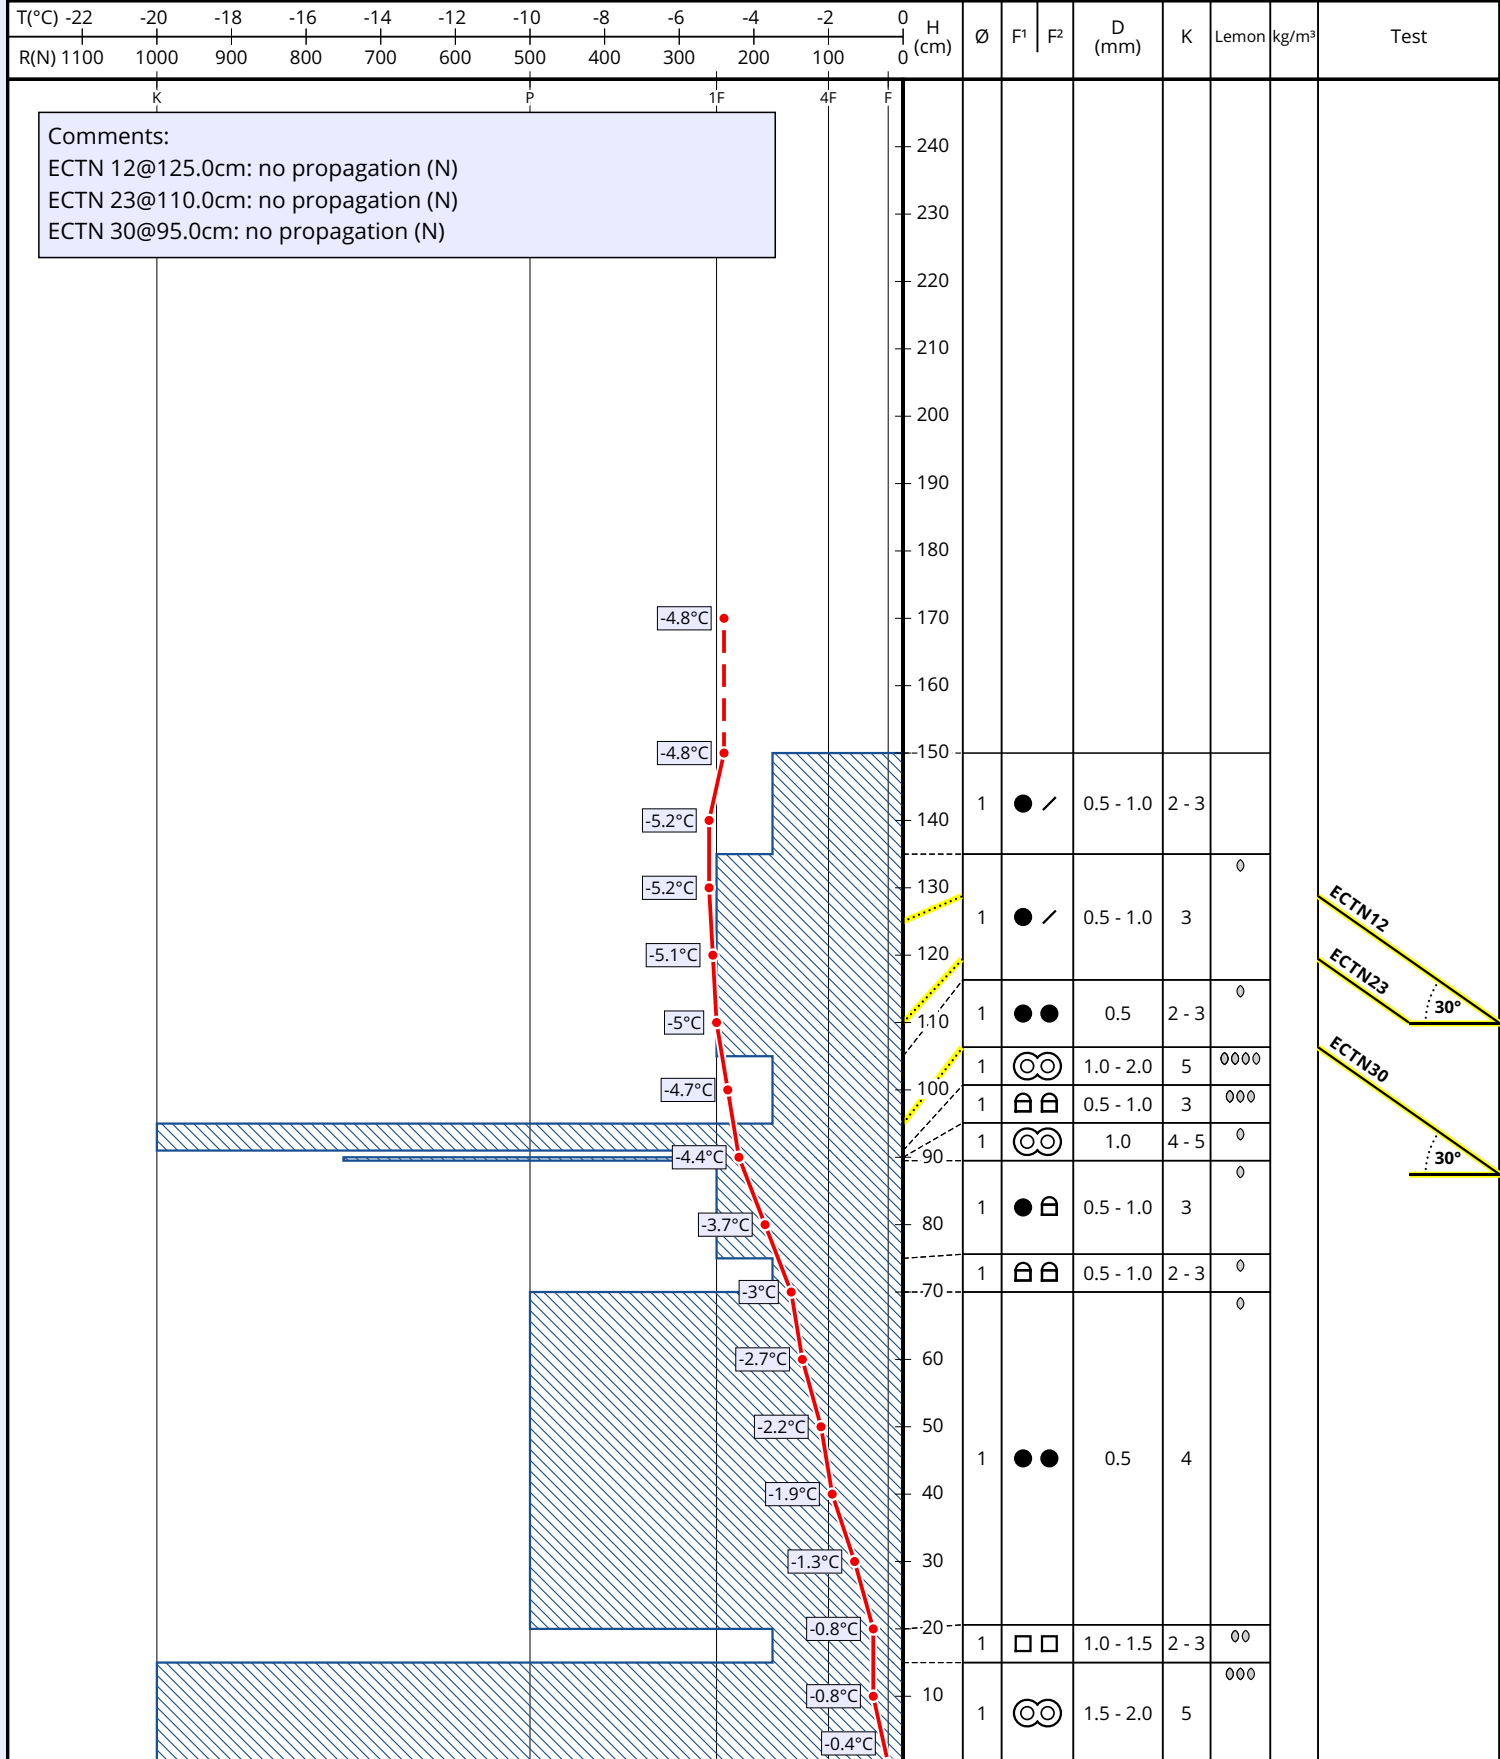 T(°C) -22 -20 -18 -16 -14 -12 -10 -8 -6 -4 -2 0
R(N) 1100 1000 900 800 700 600 500 400 300 200 100 0
H (cm) Ø F¹ F² D (mm) K Lemon kg/m³ Test
K P 1F 4F F
Comments:
ECTN 12@125.0cm: no propagation (N)
ECTN 23@110.0cm: no propagation (N)
ECTN 30@95.0cm: no propagation (N)
240
230
220
210
200
190
180
-4.8°C 170
160
-4.8°C 150
1 0.5 - 1.0 2 - 3
-5.2°C 140
-5.2°C 130
ECTN12
1 0.5 - 1.0 3
-5.1°C 120
ECTN23
30°
1 0.5 2 - 3
-5°C 110
ECTN30
1 1.0 - 2.0 5
-4.7°C 100
1 0.5 - 1.0 3
1 1.0 4 - 5
-4.4°C 90 30°
1 0.5 - 1.0 3
-3.7°C 80
1 0.5 - 1.0 2 - 3
-3°C 70
-2.7°C 60
-2.2°C 50
1 0.5 4
-1.9°C 40
-1.3°C 30
-0.8°C 20
1 1.0 - 1.5 2 - 3
-0.8°C 10
1 1.5 - 2.0 5
-0.4°C